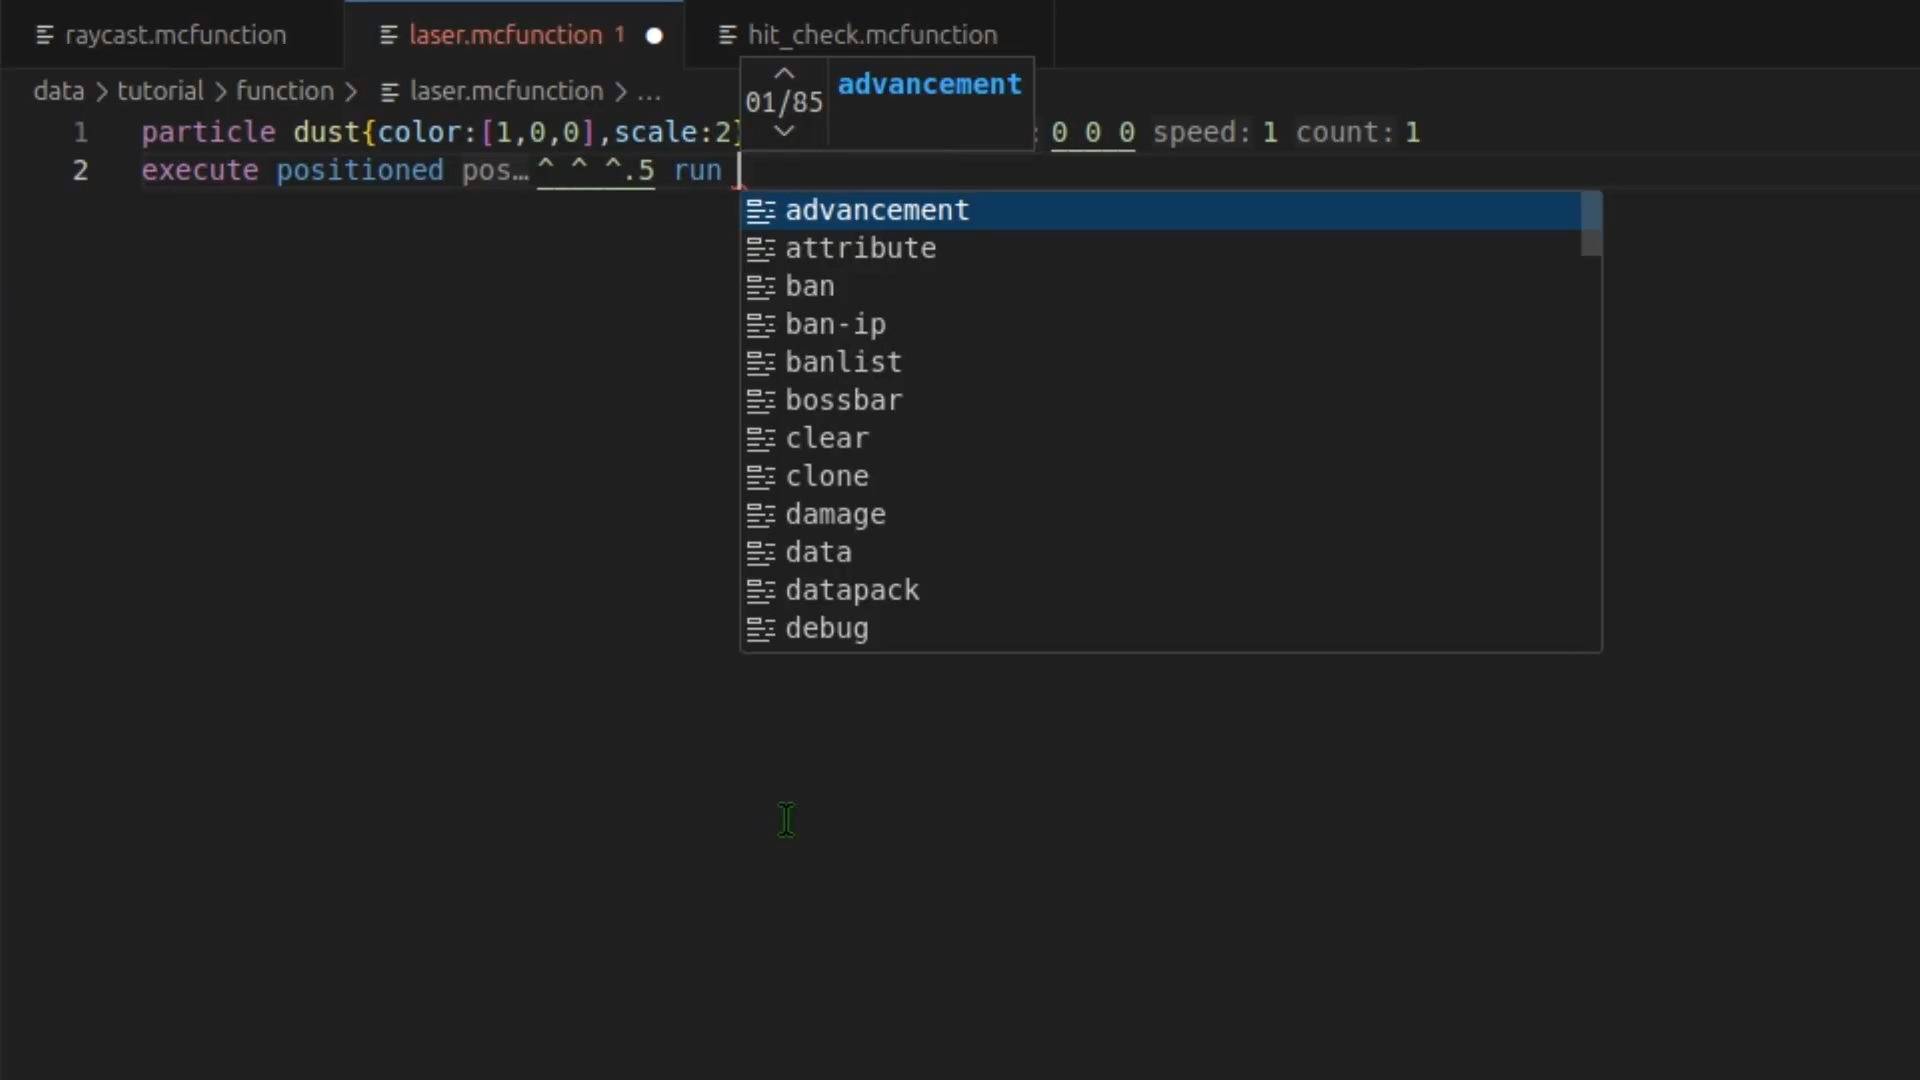 raycast.mcfunction
laser.mcfunction 1
hit_check.mcfunction
data > tutorial > function > laser.mcfunction > ...
01/85
advancement
1 particle dust{color:[1,0,0],scale:2} : 0 0 0 speed: 1 count: 1
2 execute positioned pos… ^ ^ ^.5 run
advancement
attribute
ban
ban-ip
banlist
bossbar
clear
clone
damage
data
datapack
debug